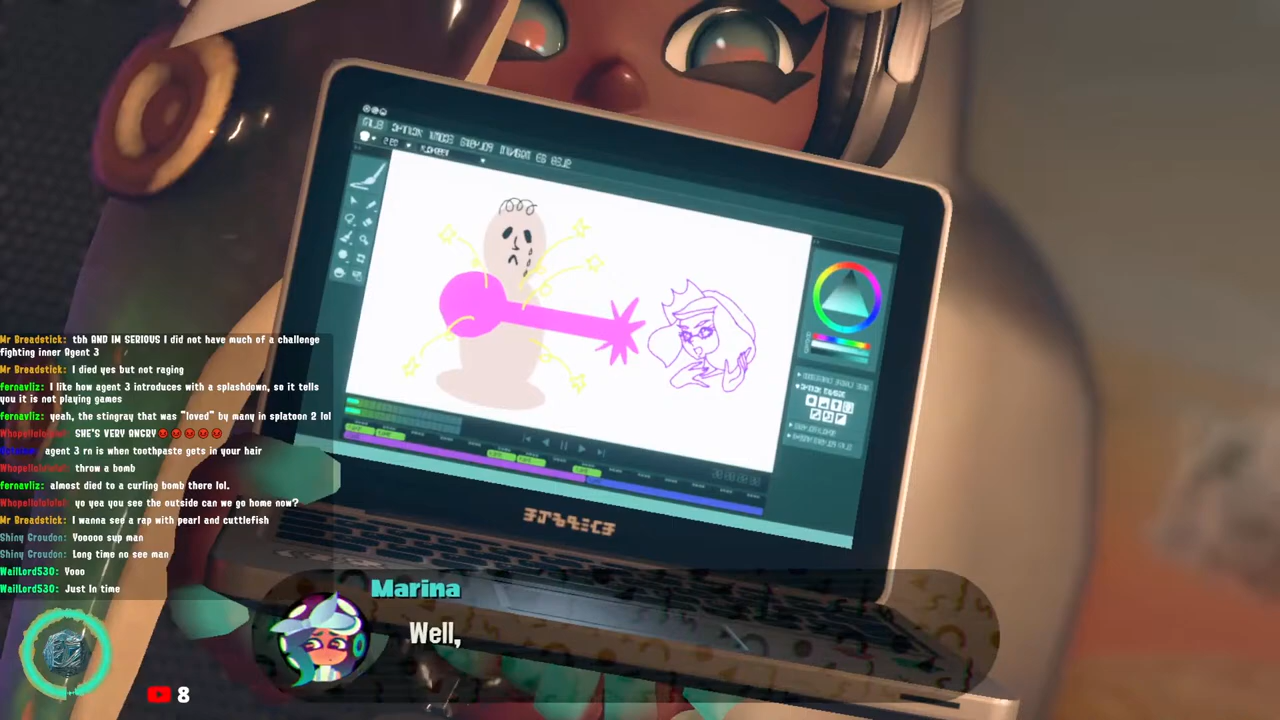 Mr Breadstick: tbh AND IM SERIOUS I did not have much of a challenge
fighting inner Agent 3
Mr Breadstick: I died yes but not raging
fernavliz: I like how agent 3 introduces with a splashdown, so it tells
you it is not playing games
fernavliz: yeah, the stingray that was "loved" by many in splatoon 2 lol
SHE'S VERY ANGRY😡😡😡😡😡
agent 3 rn is when toothpaste gets in your hair
throw a bomb
fernavliz: almost died to a curling bomb there lol.
yo yea you see the outside can we go home now?
Mr Breadstick: I wanna see a rap with pearl and cuttlefish
Shiny Croudon: Yooooo sup man
Shiny Croudon: Long time no see man
WailLord530: Yooo
WailLord530: Just In time
Marina
Well,
8